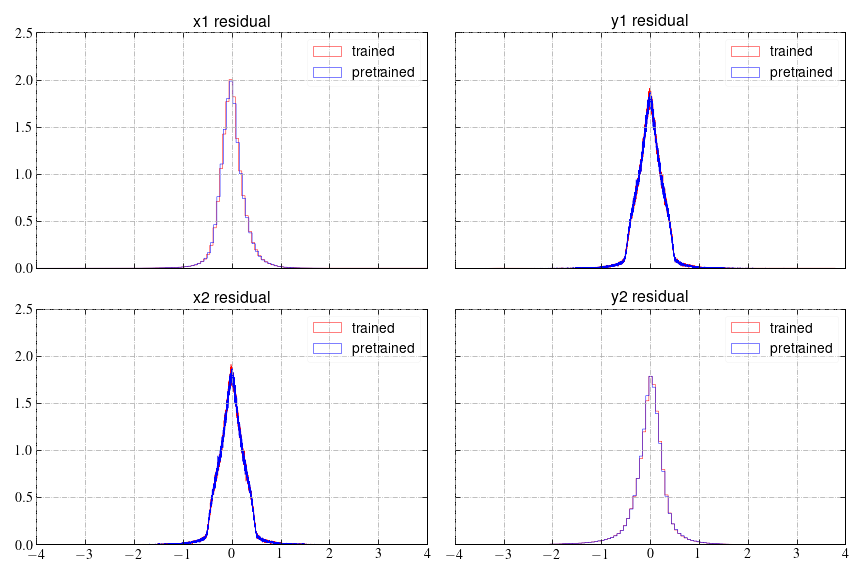 x1 residual
2.5
2.0
1.5
1.0
0.5
0.0
trained
pretrained
y1 residual
trained
pretrained
x2 residual
2.5
2.0
1.5
1.0
0.5
0.0
−4 −3 −2 −1 0 1 2 3 4
trained
pretrained
y2 residual
−4 −3 −2 −1 0 1 2 3 4
trained
pretrained